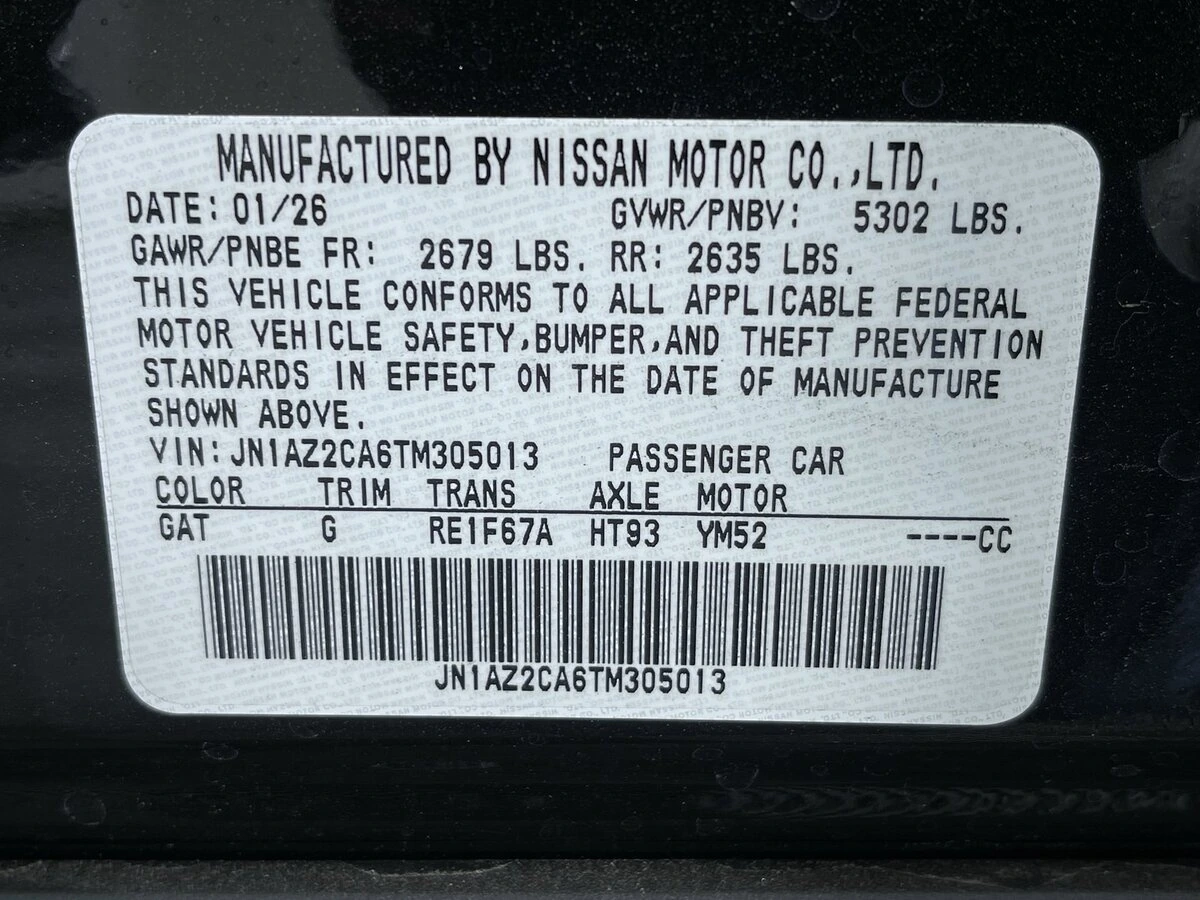 MANUFACTURED BY NISSAN MOTOR CO.,LTD.
DATE: 01/26 GVWR/PNBV: 5302 LBS.
GAWR/PNBE FR: 2679 LBS. RR: 2635 LBS.
THIS VEHICLE CONFORMS TO ALL APPLICABLE FEDERAL
MOTOR VEHICLE SAFETY,BUMPER,AND THEFT PREVENTION
STANDARDS IN EFFECT ON THE DATE OF MANUFACTURE
SHOWN ABOVE.
VIN:JN1AZ2CA6TM305013 PASSENGER CAR
COLOR TRIM TRANS AXLE MOTOR
GAT G RE1F67A HT93 YM52 ----CC
JN1AZ2CA6TM305013